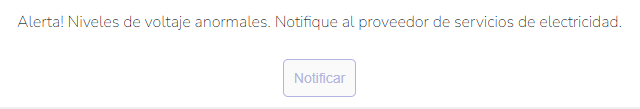 Alerta! Niveles de voltaje anormales. Notifique al proveedor de servicios de electricidad.
Notificar